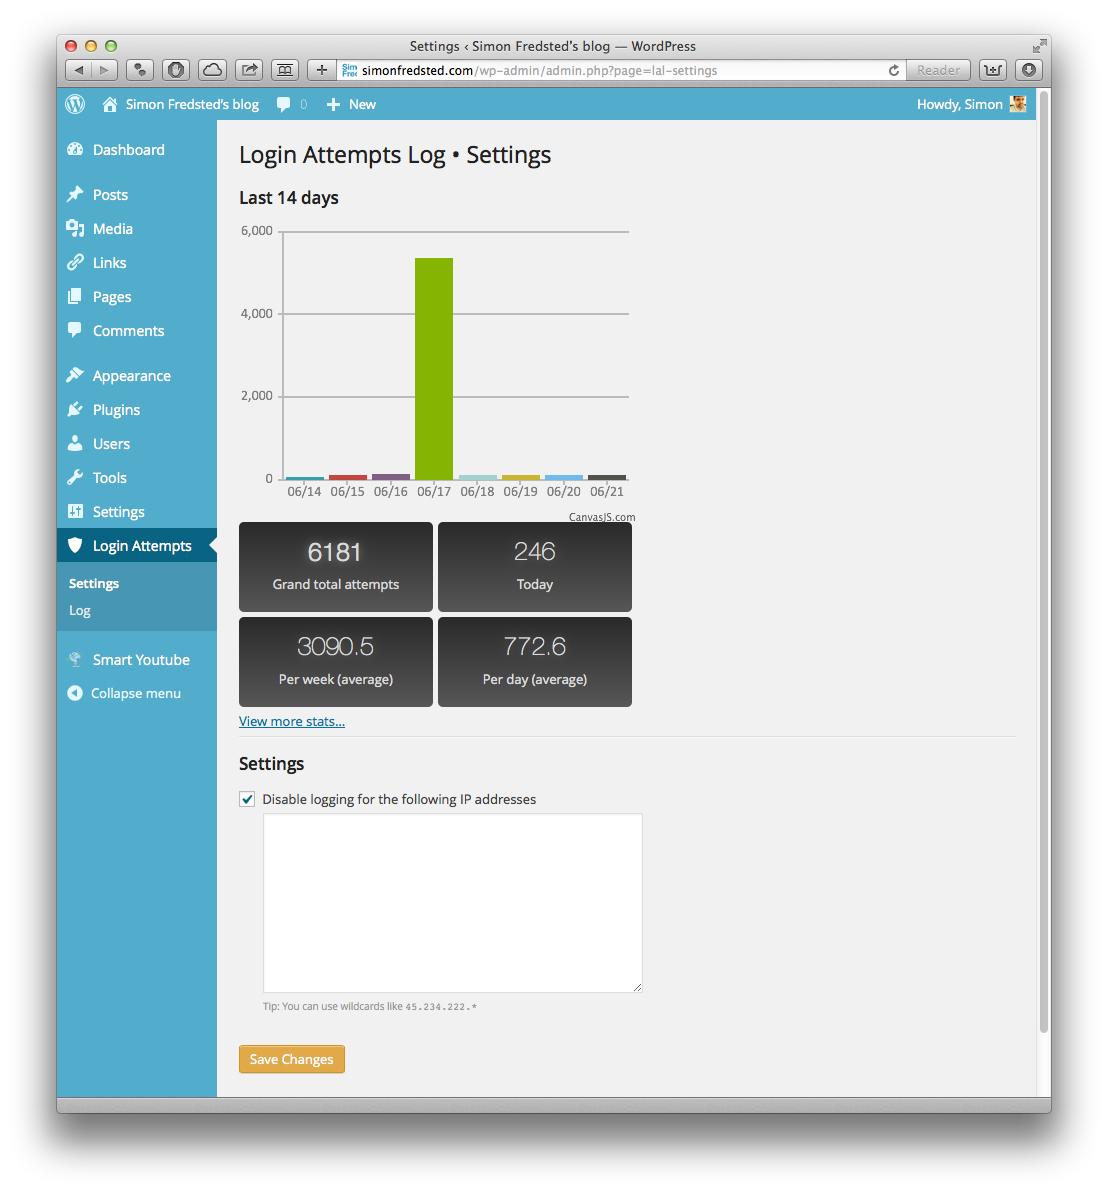 Settings ‹ Simon Fredsted's blog — WordPress
Sim Fre simonfredsted.com/wp-admin/admin.php?page=lal-settings Reader
Simon Fredsted's blog 0 New Howdy, Simon
Dashboard
Posts
Media
Links
Pages
Comments
Appearance
Plugins
Users
Tools
Settings
Login Attempts
Settings
Log
Smart Youtube
Collapse menu
Login Attempts Log • Settings
Last 14 days
6,000
4,000
2,000
0
06/14 06/15 06/16 06/17 06/18 06/19 06/20 06/21
CanvasJS.com
6181
Grand total attempts
246
Today
3090.5
Per week (average)
772.6
Per day (average)
View more stats...
Settings
Disable logging for the following IP addresses
Tip: You can use wildcards like 45.234.222.*
Save Changes